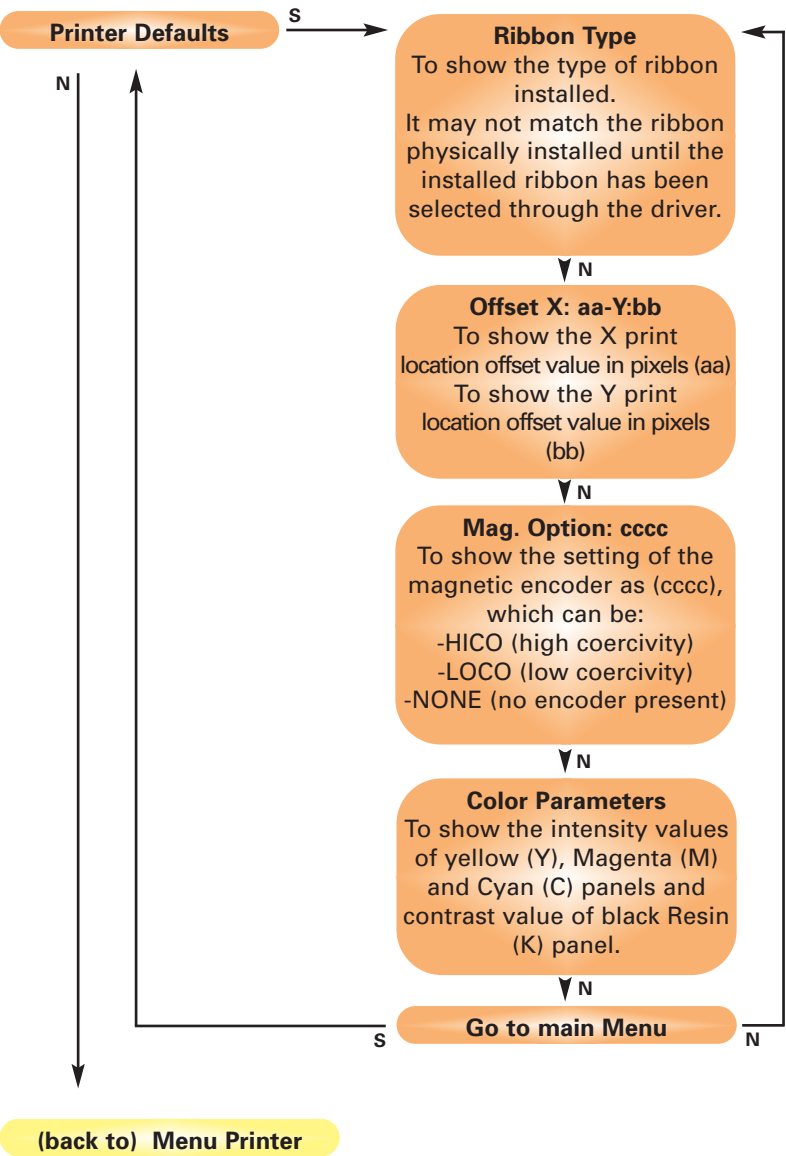 Printer Defaults
S
N
Ribbon Type
To show the type of ribbon
installed.
It may not match the ribbon
physically installed until the
installed ribbon has been
selected through the driver.
N
Offset X: aa-Y:bb
To show the X print
location offset value in pixels (aa)
To show the Y print
location offset value in pixels
(bb)
N
Mag. Option: cccc
To show the setting of the
magnetic encoder as (cccc),
which can be:
-HICO (high coercivity)
-LOCO (low coercivity)
-NONE (no encoder present)
N
Color Parameters
To show the intensity values
of yellow (Y), Magenta (M)
and Cyan (C) panels and
contrast value of black Resin
(K) panel.
N
Go to main Menu
S
N
(back to) Menu Printer